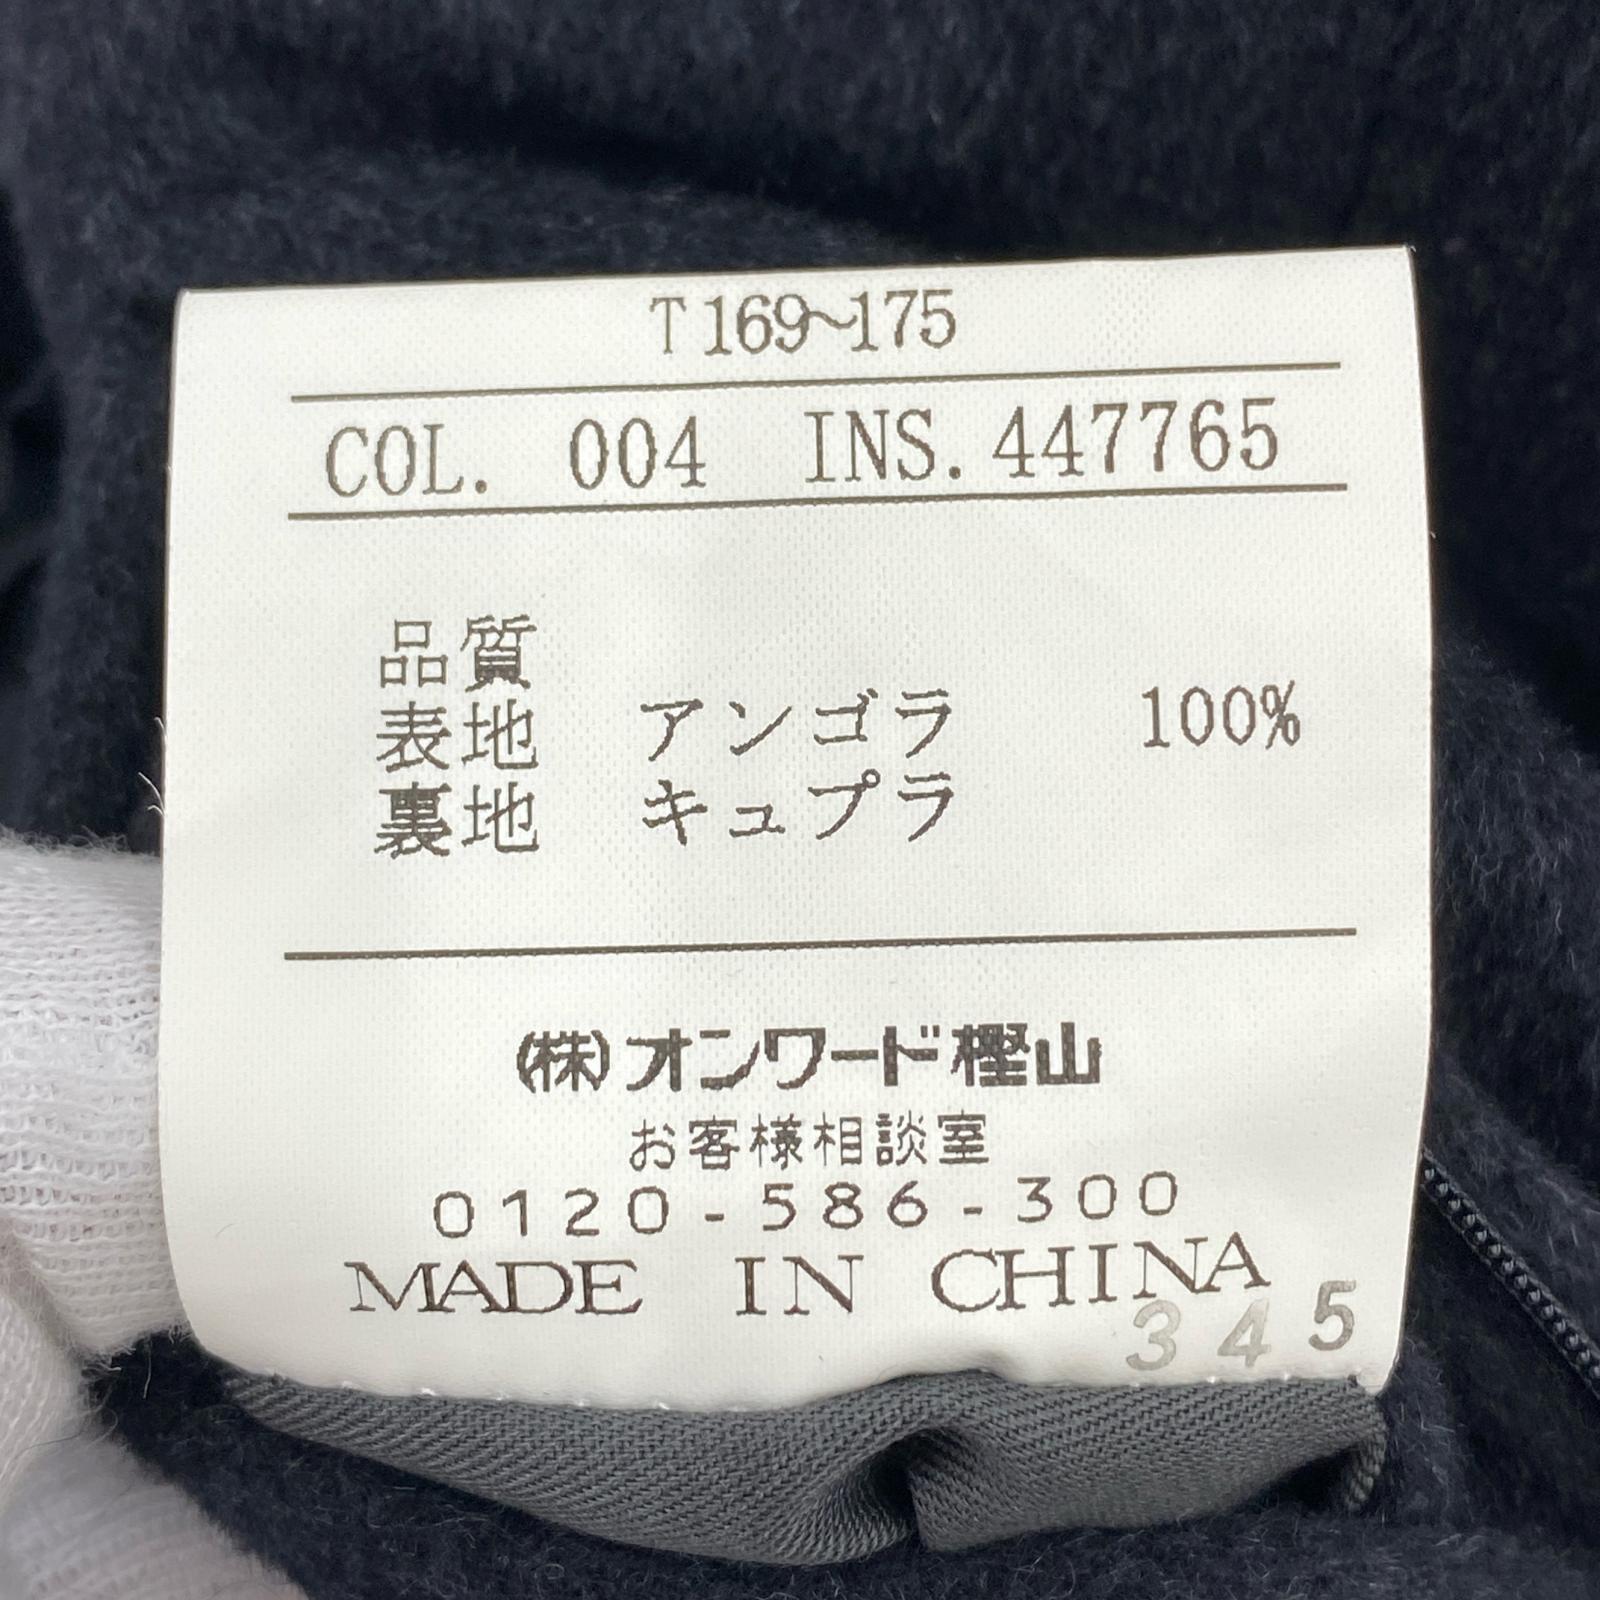 T169~175
COL. 004 INS. 447765
品質
表地 アンゴラ 100%
裏地 キュプラ
(株)オンワード樫山
お客様相談室
0120-586-300
MADE IN CHINA
345